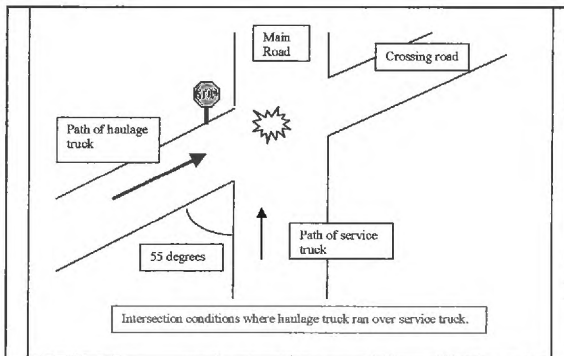 Main
Road
Crossing road
STOP
Path of haulage
truck
55 degrees
Path of service
truck
Intersection conditions where haulage truck ran over service truck.